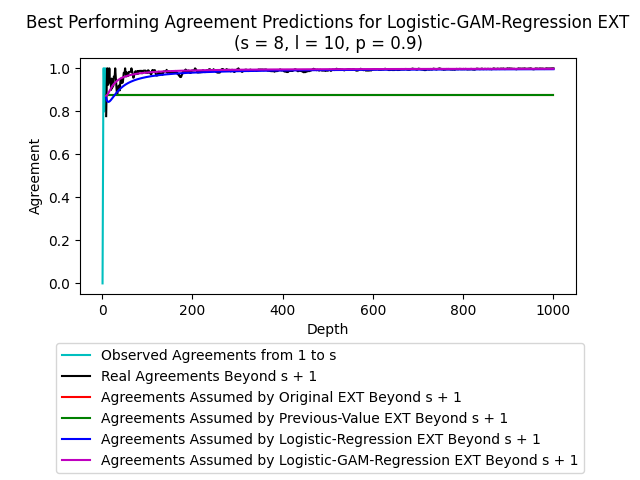 Best Performing Agreement Predictions for Logistic-GAM-Regression EXT
(s = 8, l = 10, p = 0.9)
1.0
0.8
0.6
0.4
0.2
0.0
Agreement
0 200 400 600 800 1000
Depth
Observed Agreements from 1 to s
Real Agreements Beyond s + 1
Agreements Assumed by Original EXT Beyond s + 1
Agreements Assumed by Previous-Value EXT Beyond s + 1
Agreements Assumed by Logistic-Regression EXT Beyond s + 1
Agreements Assumed by Logistic-GAM-Regression EXT Beyond s + 1